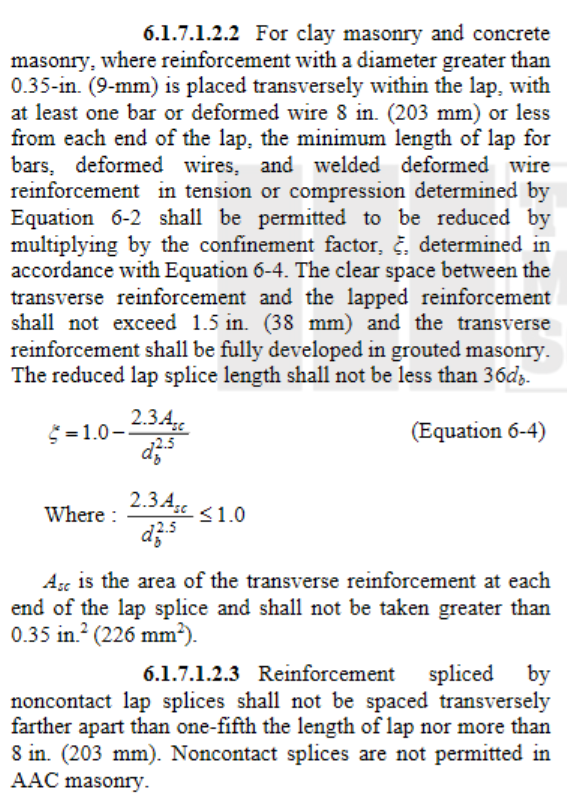 6.1.7.1.2.2 For clay masonry and concrete
masonry, where reinforcement with a diameter greater than
0.35-in. (9-mm) is placed transversely within the lap, with
at least one bar or deformed wire 8 in. (203 mm) or less
from each end of the lap, the minimum length of lap for
bars, deformed wires, and welded deformed wire
reinforcement in tension or compression determined by
Equation 6-2 shall be permitted to be reduced by
multiplying by the confinement factor, ξ, determined in
accordance with Equation 6-4. The clear space between the
transverse reinforcement and the lapped reinforcement
shall not exceed 1.5 in. (38 mm) and the transverse
reinforcement shall be fully developed in grouted masonry.
The reduced lap splice length shall not be less than 36d_b.
ξ = 1.0 − 2.3A_sc / d_b^2.5 (Equation 6-4)
Where : 2.3A_sc / d_b^2.5 ≤ 1.0
A_sc is the area of the transverse reinforcement at each
end of the lap splice and shall not be taken greater than
0.35 in.² (226 mm²).
6.1.7.1.2.3 Reinforcement spliced by
noncontact lap splices shall not be spaced transversely
farther apart than one-fifth the length of lap nor more than
8 in. (203 mm). Noncontact splices are not permitted in
AAC masonry.